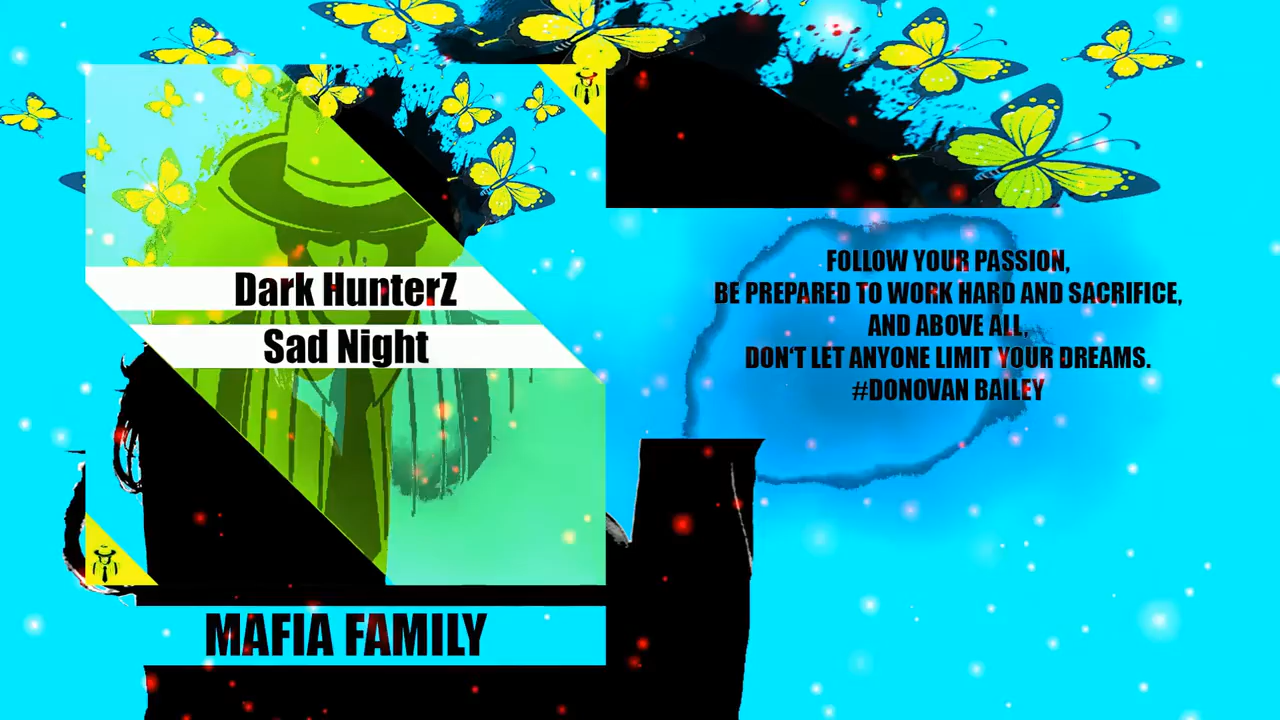 Dark HunterZ
Sad Night
MAFIA FAMILY
FOLLOW YOUR PASSION,
BE PREPARED TO WORK HARD AND SACRIFICE,
AND ABOVE ALL,
DON'T LET ANYONE LIMIT YOUR DREAMS.
#DONOVAN BAILEY